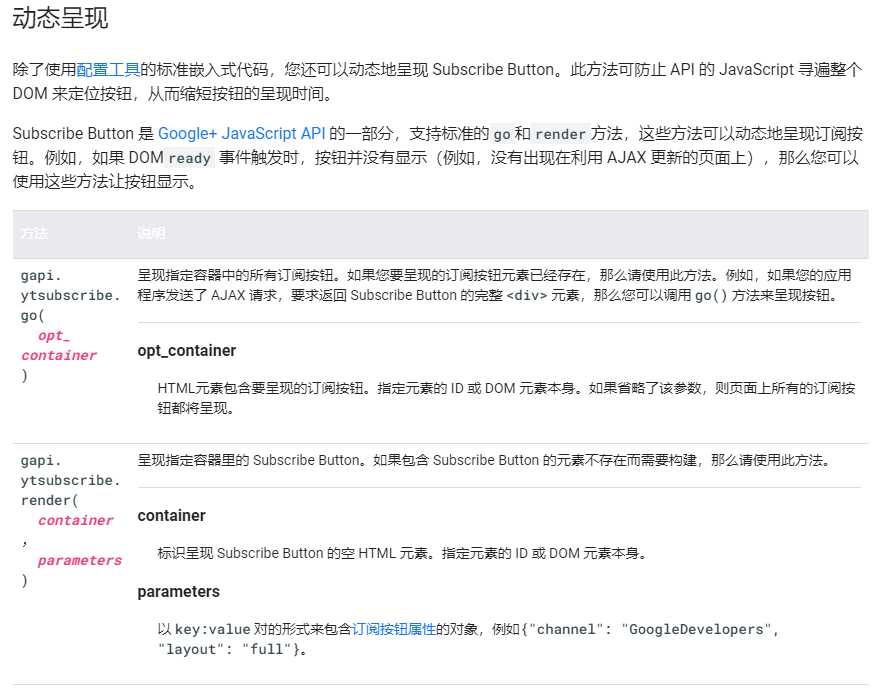 动态呈现
除了使用配置工具的标准嵌入式代码，您还可以动态地呈现 Subscribe Button。此方法可防止 API 的 JavaScript 寻遍整个
DOM 来定位按钮，从而缩短按钮的呈现时间。
Subscribe Button 是 Google+ JavaScript API 的一部分，支持标准的 go 和 render 方法，这些方法可以动态地呈现订阅按
钮。例如，如果 DOM ready 事件触发时，按钮并没有显示（例如，没有出现在利用 AJAX 更新的页面上），那么您可以
使用这些方法让按钮显示。
方法 说明
gapi.
ytsubscribe.
go(
opt_
container
)
呈现指定容器中的所有订阅按钮。如果您要呈现的订阅按钮元素已经存在，那么请使用此方法。例如，如果您的应用
程序发送了 AJAX 请求，要求返回 Subscribe Button 的完整 <div> 元素，那么您可以调用 go() 方法来呈现按钮。
opt_container
HTML元素包含要呈现的订阅按钮。指定元素的 ID 或 DOM 元素本身。如果省略了该参数，则页面上所有的订阅按
钮都将呈现。
gapi.
ytsubscribe.
render(
container
,
parameters
)
呈现指定容器里的 Subscribe Button。如果包含 Subscribe Button 的元素不存在而需要构建，那么请使用此方法。
container
标识呈现 Subscribe Button 的空 HTML 元素。指定元素的 ID 或 DOM 元素本身。
parameters
以 key:value 对的形式来包含订阅按钮属性的对象，例如{"channel": "GoogleDevelopers",
"layout": "full"}。